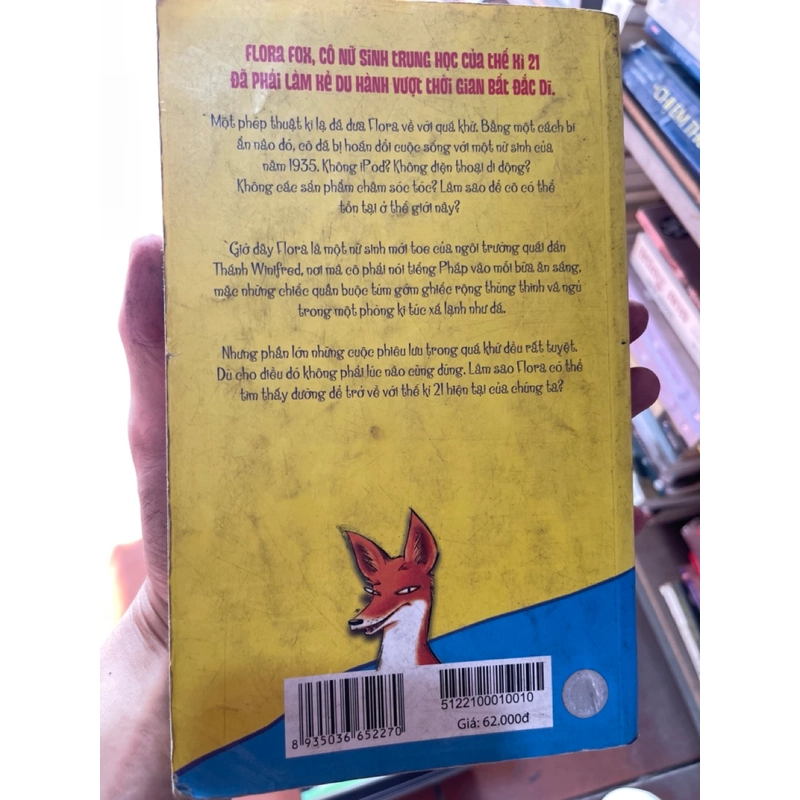 FLORA FOX, CÔ NỮ SINH TRUNG HỌC CỦA THẾ KỈ 21
ĐÃ PHẢI LÀM KẺ DU HÀNH VƯỢT THỜI GIAN BẤT ĐẮC DĨ.
Một phép thuật kì lạ đã đưa Flora về với quá khứ. Bằng một cách bí
ẩn nào đó, cô đã bị hoán đổi cuộc sống với một nữ sinh của
năm 1935. Không iPod? Không điện thoại di động?
Không các sản phẩm chăm sóc tóc? Làm sao để cô có thể
tồn tại ở thế giới này?
Giờ đây Flora là một nữ sinh mới toe của ngôi trường quái đản
Thánh Winifred, nơi mà cô phải nói tiếng Pháp vào mỗi bữa ăn sáng,
mặc những chiếc quần buộc túm gớm ghiếc rộng thùng thình và ngủ
trong một phòng kí túc xá lạnh như đá.
Nhưng phần lớn những cuộc phiêu lưu trong quá khứ đều rất tuyệt.
Dù cho điều đó không phải lúc nào cũng đúng. Làm sao Flora có thể
tìm thấy đường để trở về với thế kỉ 21 hiện tại của chúng ta?
8 935036 652270
5122100010010
Giá: 62.000đ